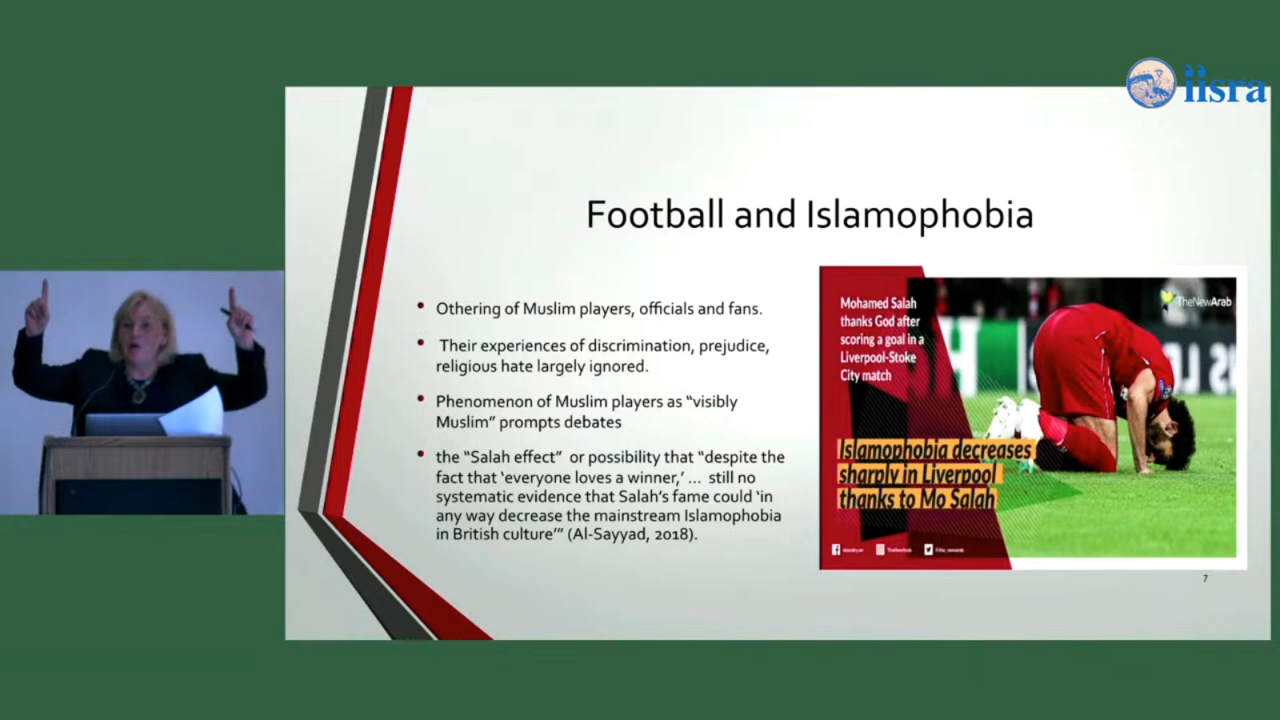 iisra
Football and Islamophobia
Othering of Muslim players, officials and fans.
Their experiences of discrimination, prejudice,
religious hate largely ignored.
Phenomenon of Muslim players as “visibly
Muslim” prompts debates
the “Salah effect” or possibility that “despite the
fact that ‘everyone loves a winner,’ … still no
systematic evidence that Salah’s fame could ‘in
any way decrease the mainstream Islamophobia
in British culture’” (Al-Sayyad, 2018).
Mohamed Salah
thanks God after
scoring a goal in a
Liverpool-Stoke
City match
TheNewArab
Islamophobia decreases
sharply in Liverpool
thanks to Mo Salah
TheNewArab
7